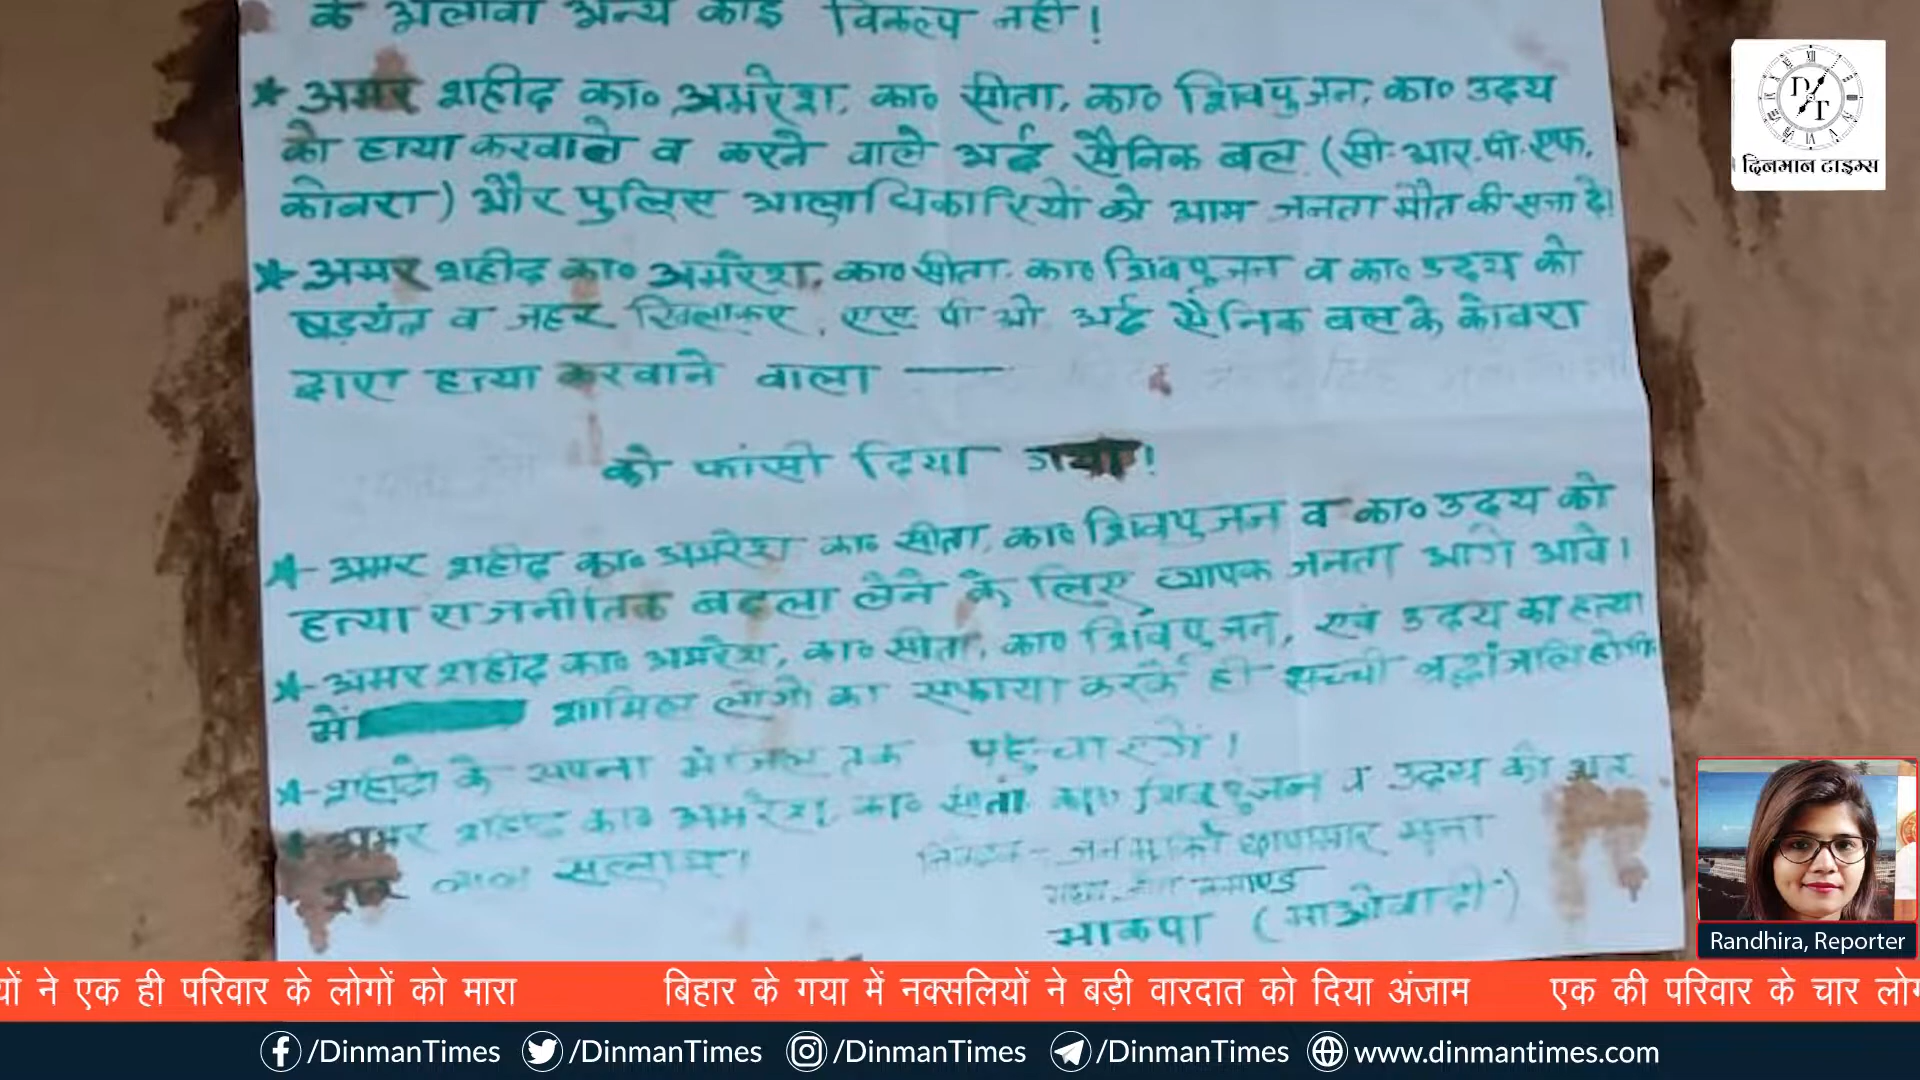 के अलावा अन्य कोई विकल्प नहीं!
★ अमर शहीद का० अमरेश, का० सीता, का० शिवपुजन, का० उदय
को हत्या करवाने व करने वाले अर्द्ध सैनिक बल (सी.आर.पी.एफ.
कोबरा) और पुलिस आलाधिकारियों को आम जनता मौत की सजा दे।
★ अमर शहीद का० अमरेश, का० सीता, का० शिवपुजन व का० उदय को
षड़यंत्र व जहर खिलाकर, एस. पी ओ अर्द्ध सैनिक बल के कोबरा
द्वारा हत्या करवाने वाला —
को फांसी दिया गया!
★ अमर शहीद का० अमरेश का० सीता, का० शिवपुजन व का० उदय को
हत्या राजनीतिक बदला लेने के लिए व्यापक जनता आगे आवे।
★ अमर शहीद का० अमरेश, का० सीता, का० शिवपुजन, एवं उदय का हत्या
में शामिल लोगों का सफाया करके ही सच्ची श्रद्धांजलि होगी
★ शहीदों के अपना मंजिल तक पहुंचाएंगे।
★ अमर शहीद का० अमरेश, का० सीता का० शिवपुजन व उदय को
लाल सलाम।
निवेदक - छापामार सेना
भाकपा (माओवादी)
दिनमान टाइम्स
Randhira, Reporter
यों ने एक ही परिवार के लोगों को मारा बिहार के गया में नक्सलियों ने बड़ी वारदात को दिया अंजाम एक की परिवार के चार
/DinmanTimes /DinmanTimes /DinmanTimes /DinmanTimes www.dinmantimes.com